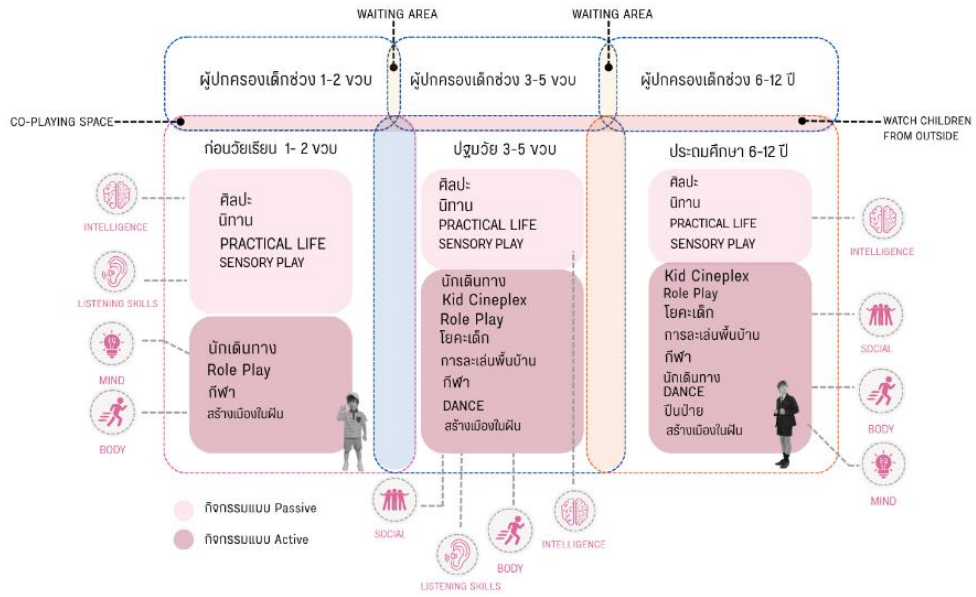 WAITING AREA
WAITING AREA
ผู้ปกครองเด็กช่วง 1-2 ขวบ
ผู้ปกครองเด็กช่วง 3-5 ขวบ
ผู้ปกครองเด็กช่วง 6-12 ปี
CO-PLAYING SPACE
WATCH CHILDREN
FROM OUTSIDE
ก่อนวัยเรียน 1- 2 ขวบ
ศิลปะ
นิทาน
PRACTICAL LIFE
SENSORY PLAY
นักเดินทาง
Role Play
กีฬา
สร้างเมืองในฝัน
INTELLIGENCE
LISTENING SKILLS
MIND
BODY
ปฐมวัย 3-5 ขวบ
ศิลปะ
นิทาน
PRACTICAL LIFE
SENSORY PLAY
นักเดินทาง
Kid Cineplex
Role Play
โยคะเด็ก
การละเล่นพื้นบ้าน
กีฬา
DANCE
สร้างเมืองในฝัน
SOCIAL
LISTENING SKILLS
BODY
INTELLIGENCE
ประถมศึกษา 6-12 ปี
ศิลปะ
นิทาน
PRACTICAL LIFE
SENSORY PLAY
Kid Cineplex
Role Play
โยคะเด็ก
การละเล่นพื้นบ้าน
กีฬา
นักเดินทาง
DANCE
ปีนป่าย
สร้างเมืองในฝัน
INTELLIGENCE
SOCIAL
BODY
MIND
กิจกรรมแบบ Passive
กิจกรรมแบบ Active